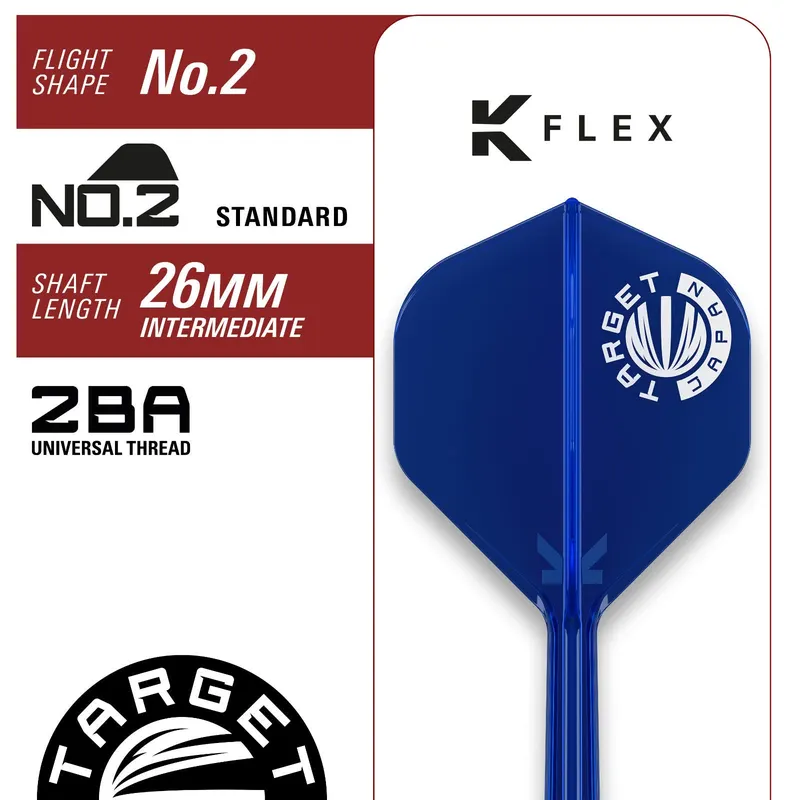 FLIGHT
SHAPE
No.2
NO.2
STANDARD
SHAFT
LENGTH
26MM
INTERMEDIATE
2BA
UNIVERSAL THREAD
TARGET
K FLEX
TARGET
JAPAN
K